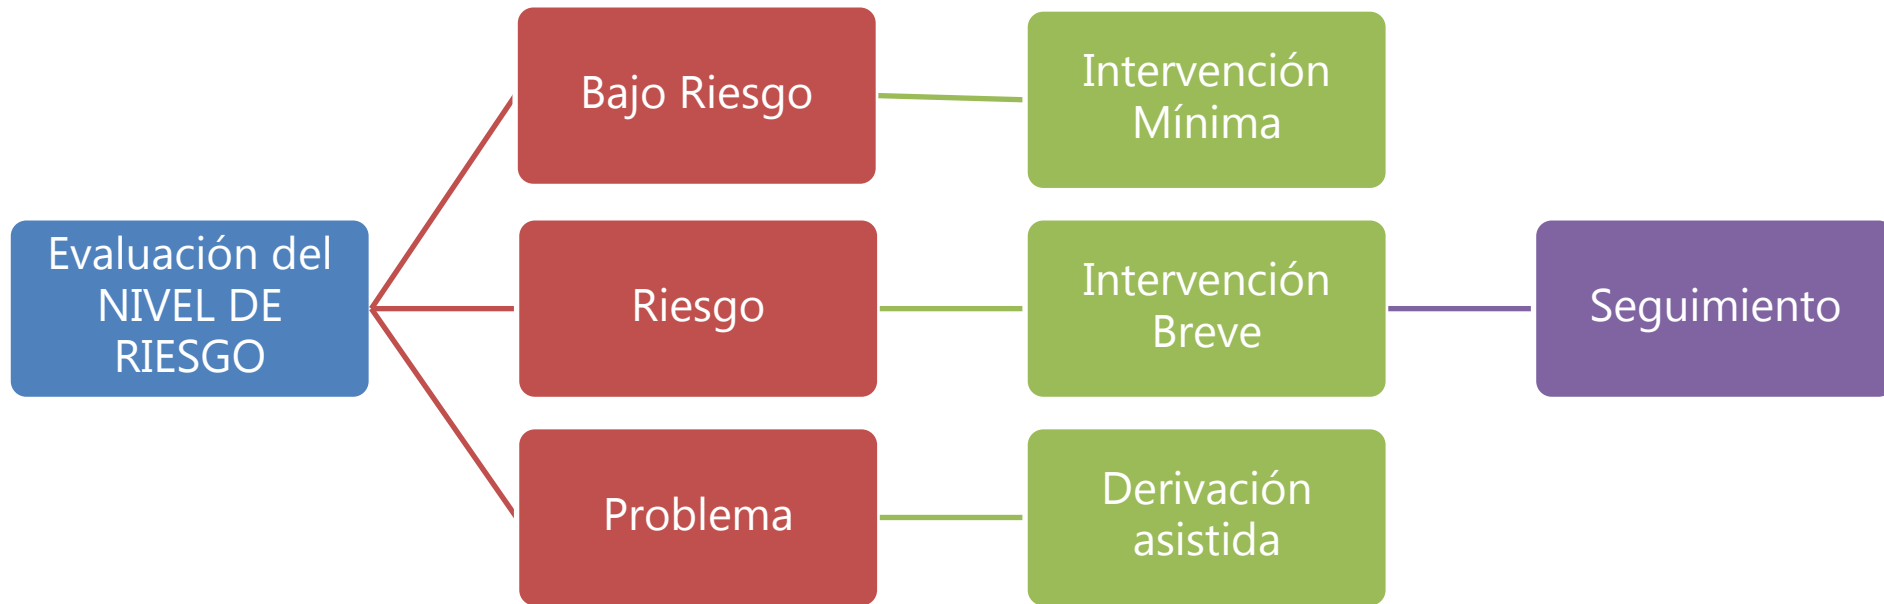 Evaluación del
NIVEL DE
RIESGO
Bajo Riesgo
Intervención
Mínima
Riesgo
Intervención
Breve
Seguimiento
Problema
Derivación
asistida